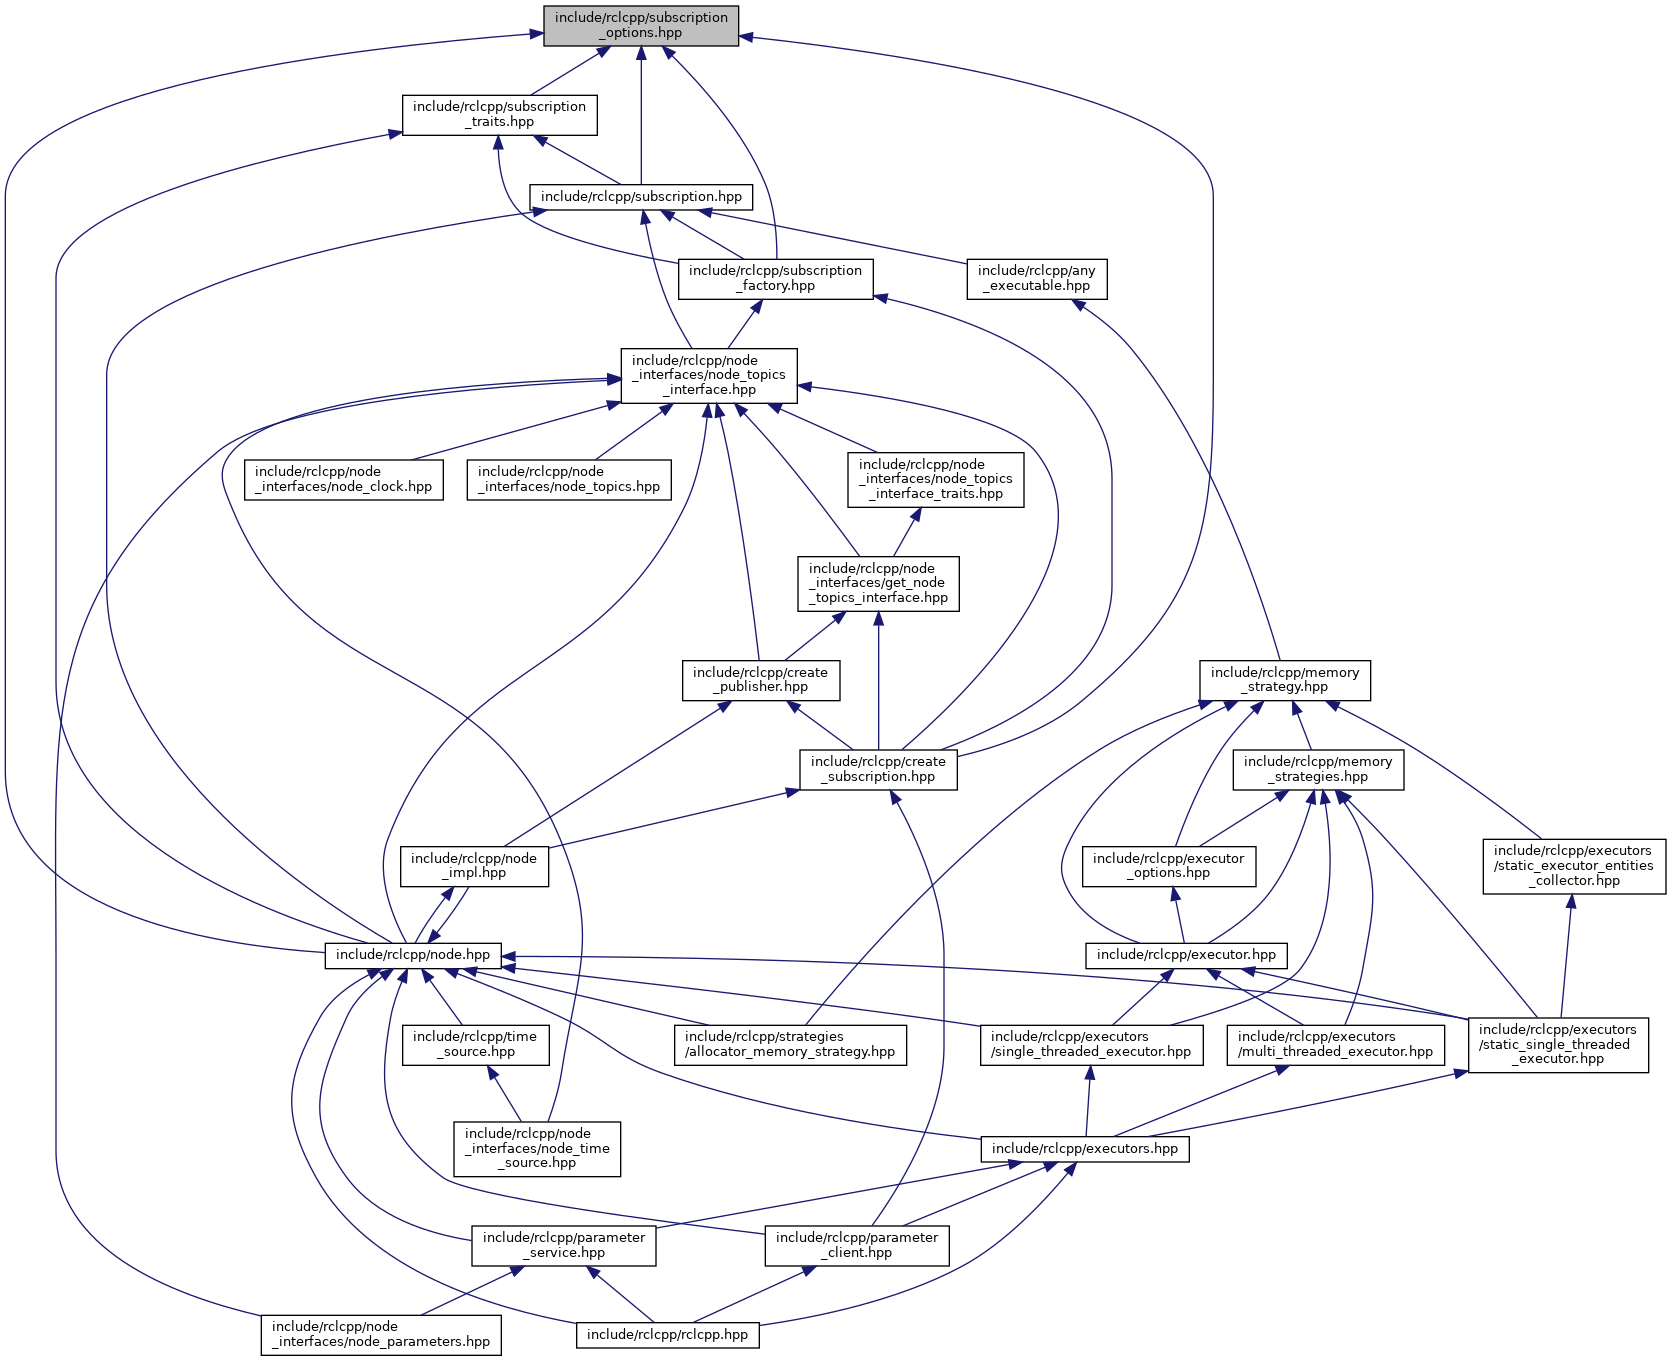 include/rclcpp/subscription
_options.hpp
include/rclcpp/subscription
_traits.hpp
include/rclcpp/subscription.hpp
include/rclcpp/subscription
_factory.hpp
include/rclcpp/any
_executable.hpp
include/rclcpp/node
_interfaces/node_topics
_interface.hpp
include/rclcpp/node
_interfaces/node_clock.hpp
include/rclcpp/node
_interfaces/node_topics.hpp
include/rclcpp/node
_interfaces/node_topics
_interface_traits.hpp
include/rclcpp/node
_interfaces/get_node
_topics_interface.hpp
include/rclcpp/create
_publisher.hpp
include/rclcpp/memory
_strategy.hpp
include/rclcpp/create
_subscription.hpp
include/rclcpp/memory
_strategies.hpp
include/rclcpp/node
_impl.hpp
include/rclcpp/executor
_options.hpp
include/rclcpp/executors
/static_executor_entities
_collector.hpp
include/rclcpp/node.hpp
include/rclcpp/executor.hpp
include/rclcpp/time
_source.hpp
include/rclcpp/strategies
/allocator_memory_strategy.hpp
include/rclcpp/executors
/single_threaded_executor.hpp
include/rclcpp/executors
/multi_threaded_executor.hpp
include/rclcpp/executors
/static_single_threaded
_executor.hpp
include/rclcpp/node
_interfaces/node_time
_source.hpp
include/rclcpp/executors.hpp
include/rclcpp/parameter
_service.hpp
include/rclcpp/parameter
_client.hpp
include/rclcpp/node
_interfaces/node_parameters.hpp
include/rclcpp/rclcpp.hpp